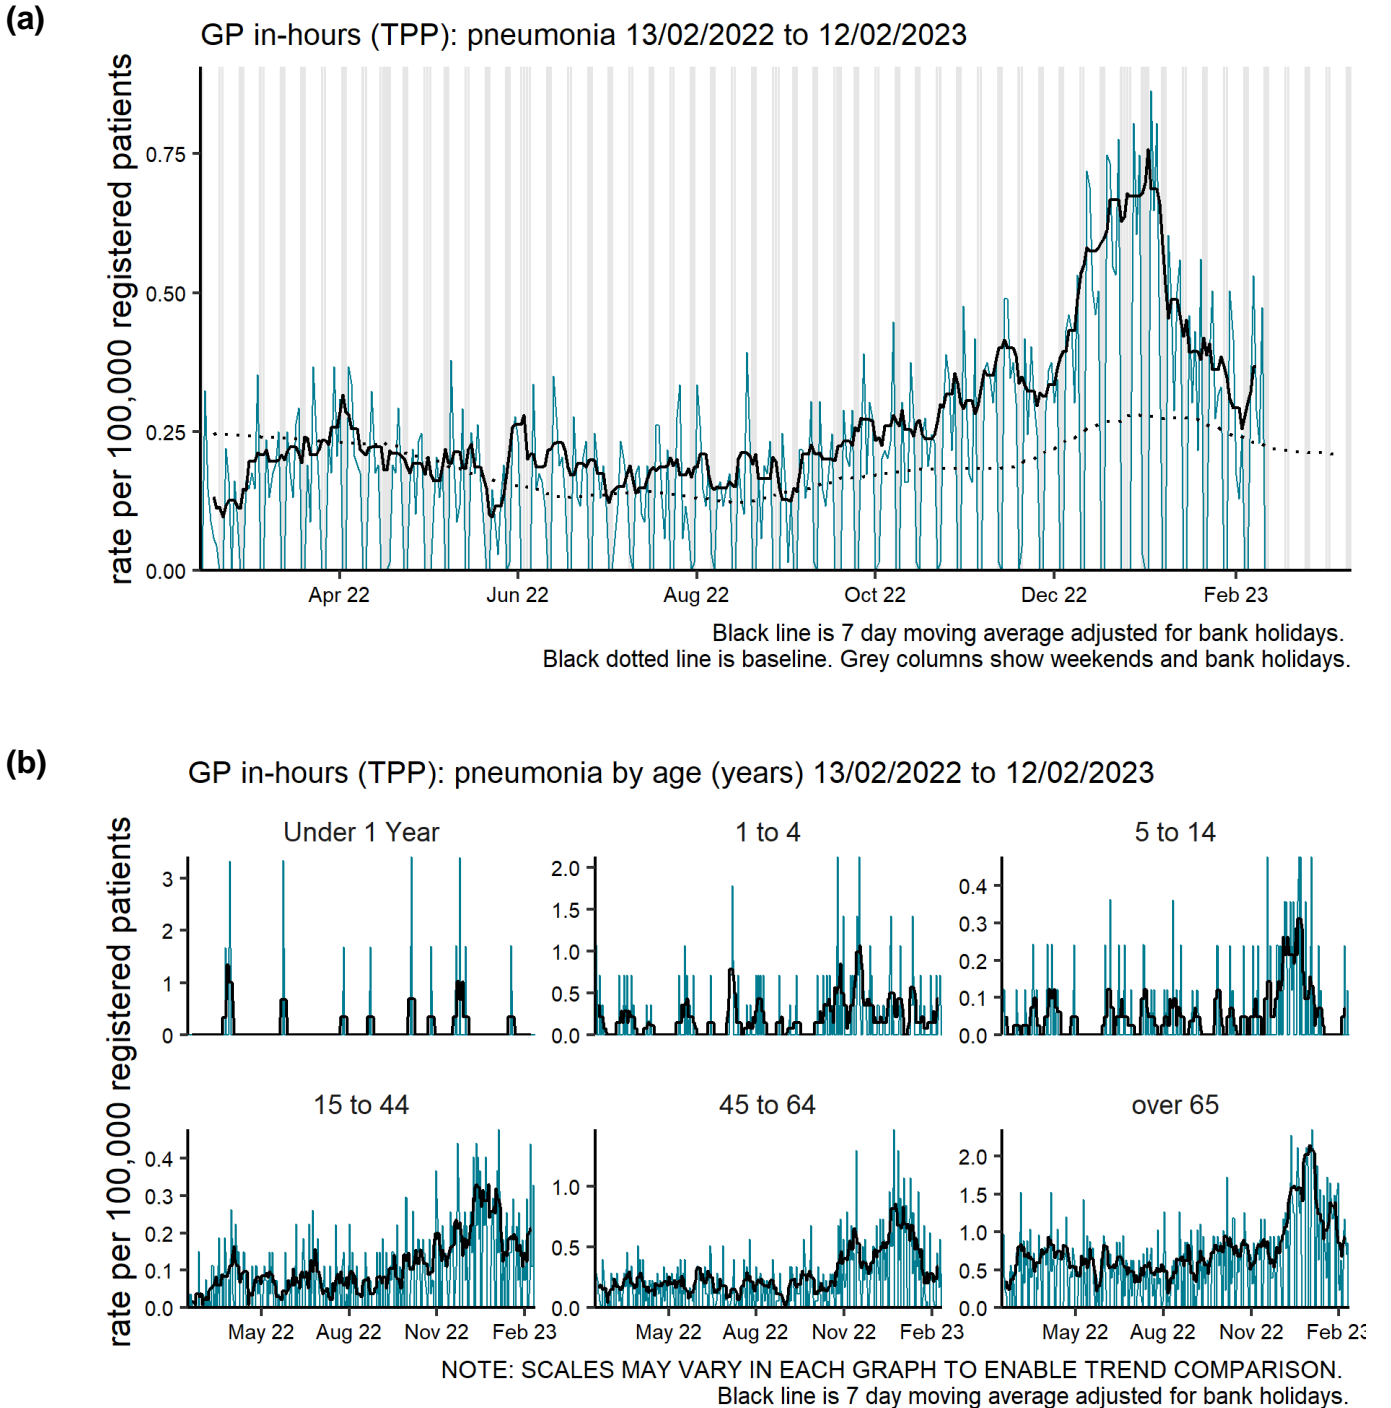 (a)
GP in-hours (TPP): pneumonia 13/02/2022 to 12/02/2023
rate per 100,000 registered patients
0.75
0.50
0.25
0.00
Apr 22
Jun 22
Aug 22
Oct 22
Dec 22
Feb 23
Black line is 7 day moving average adjusted for bank holidays.
Black dotted line is baseline. Grey columns show weekends and bank holidays.
(b)
GP in-hours (TPP): pneumonia by age (years) 13/02/2022 to 12/02/2023
rate per 100,000 registered patients
Under 1 Year
3
2
1
0
1 to 4
2.0
1.5
1.0
0.5
0.0
5 to 14
0.4
0.3
0.2
0.1
0.0
15 to 44
0.4
0.3
0.2
0.1
0.0
May 22
Aug 22
Nov 22
Feb 23
45 to 64
1.0
0.5
0.0
May 22
Aug 22
Nov 22
Feb 23
over 65
2.0
1.5
1.0
0.5
0.0
May 22
Aug 22
Nov 22
Feb 23
NOTE: SCALES MAY VARY IN EACH GRAPH TO ENABLE TREND COMPARISON.
Black line is 7 day moving average adjusted for bank holidays.